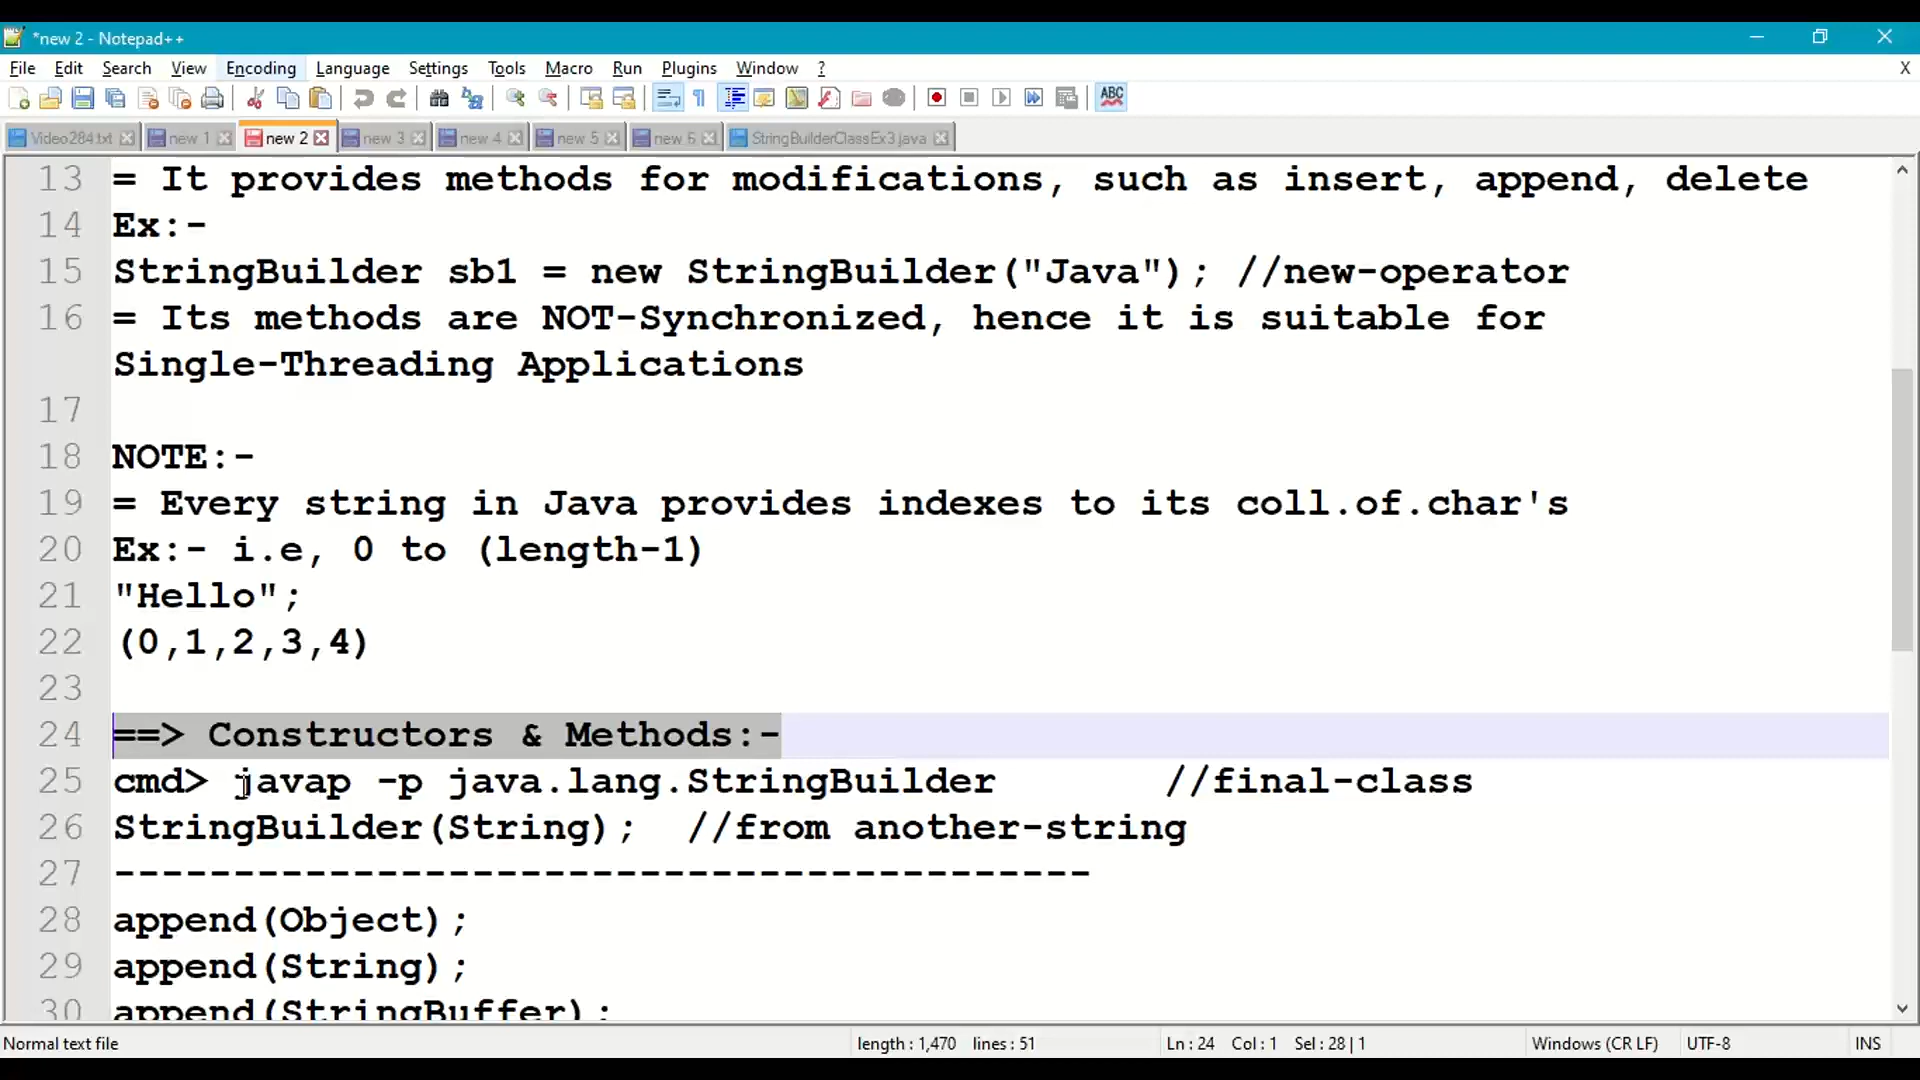 *new 2 - Notepad++
File Edit Search View Encoding Language Settings Tools Macro Run Plugins Window ? X
ABC
Video284.txt new 1 new 2 new 3 new 4 new 5 new 6 StringBuilderClassEx3.java
13 = It provides methods for modifications, such as insert, append, delete
14 Ex:-
15 StringBuilder sb1 = new StringBuilder("Java"); //new-operator
16 = Its methods are NOT-Synchronized, hence it is suitable for
Single-Threading Applications
17
18 NOTE:-
19 = Every string in Java provides indexes to its coll.of.char's
20 Ex:- i.e, 0 to (length-1)
21 "Hello";
22 (0,1,2,3,4)
23
24 ==> Constructors & Methods:-
25 cmd> javap -p java.lang.StringBuilder //final-class
26 StringBuilder(String); //from another-string
27 -----------------------------------------
28 append(Object);
29 append(String);
30 append(StringBuffer);
Normal text file length : 1,470 lines : 51 Ln : 24 Col : 1 Sel : 28 | 1 Windows (CR LF) UTF-8 INS